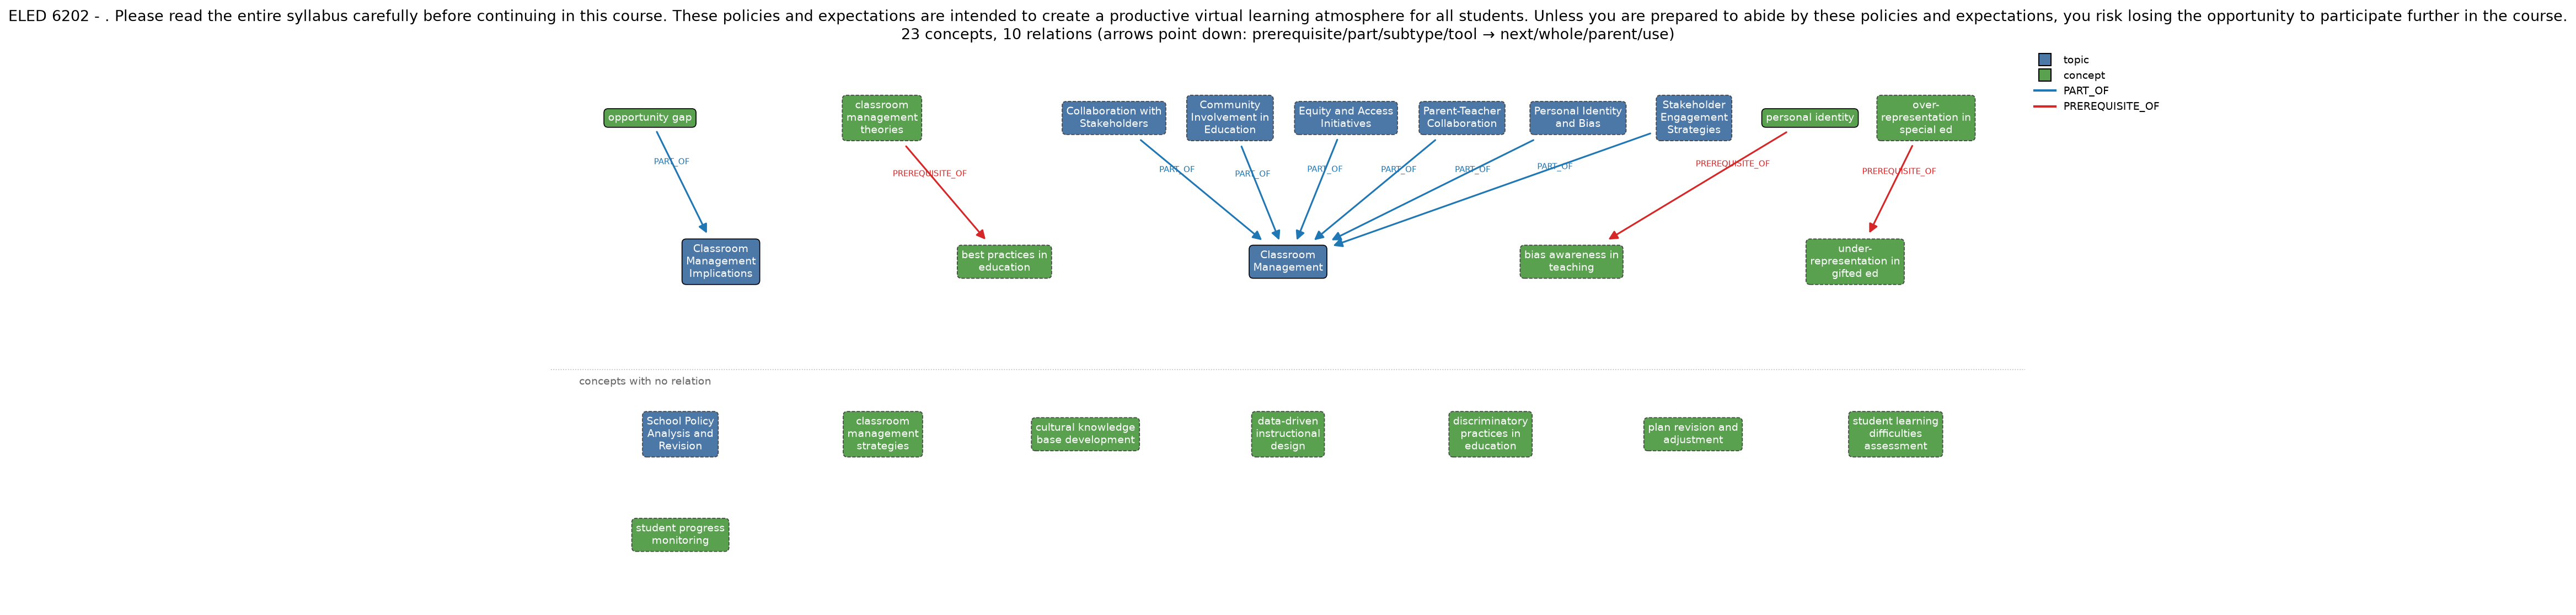 ELED 6202 - . Please read the entire syllabus carefully before continuing in this course. These policies and expectations are intended to create a productive virtual learning atmosphere for all students. Unless you are prepared to abide by these policies and expectations, you risk losing the opportunity to participate further in the course.
23 concepts, 10 relations (arrows point down: prerequisite/part/subtype/tool → next/whole/parent/use)
topic
concept
PART_OF
PREREQUISITE_OF
opportunity gap
classroom
management
theories
Collaboration with
Stakeholders
Community
Involvement in
Education
Equity and Access
Initiatives
Parent-Teacher
Collaboration
Personal Identity
and Bias
Stakeholder
Engagement
Strategies
personal identity
over-
representation in
special ed
PART_OF
PREREQUISITE_OF
PART_OF
PART_OF
PART_OF
PART_OF
PART_OF
PART_OF
PREREQUISITE_OF
PREREQUISITE_OF
Classroom
Management
Implications
best practices in
education
Classroom
Management
bias awareness in
teaching
under-
representation in
gifted ed
concepts with no relation
School Policy
Analysis and
Revision
classroom
management
strategies
cultural knowledge
base development
data-driven
instructional
design
discriminatory
practices in
education
plan revision and
adjustment
student learning
difficulties
assessment
student progress
monitoring